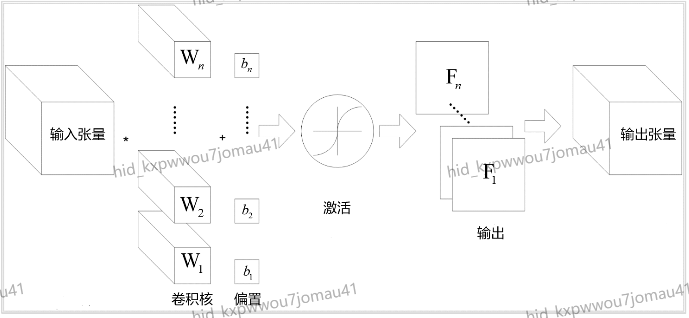 hid_kxpwwou7jomau41
W_n
b_n
F_n
输入张量
*
+
输出张量
hid_kxpwwou7jomau41
hid_kxpwwou7jomau41
W_2
b_2
F_1
激活
输出
W_1
b_1
卷积核
偏置
mau41
hid_kxpwwou7jomau41
hid_kxpwwou7jomau41